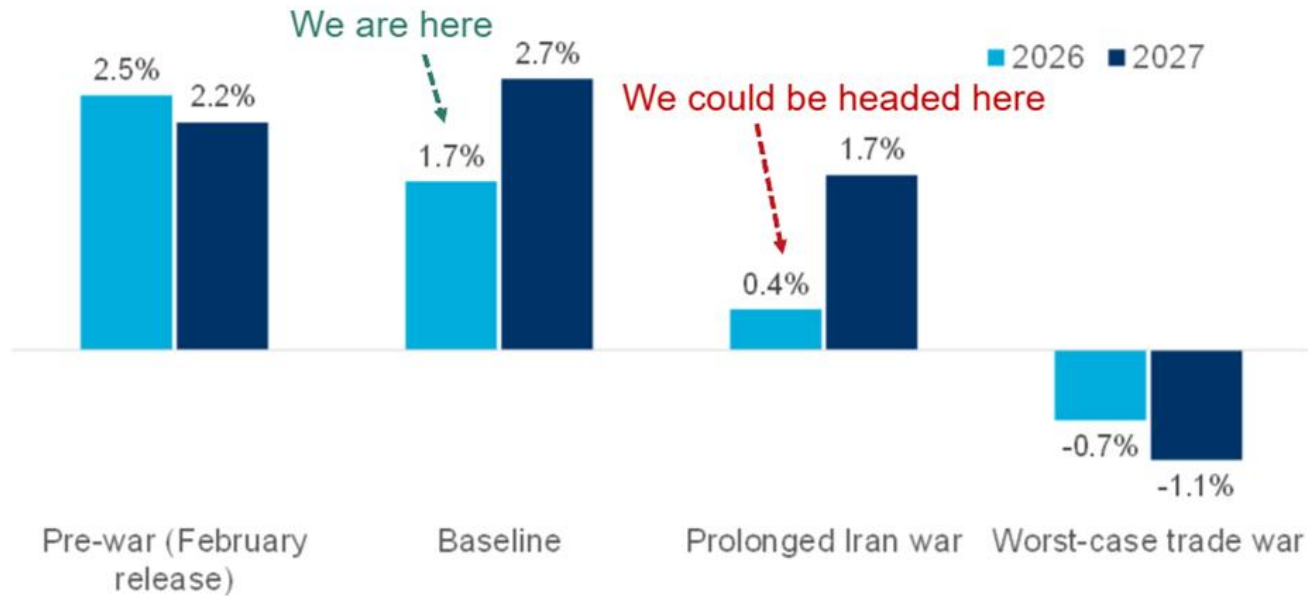 We are here
2026 2027
2.5%
2.2%
1.7%
2.7%
We could be headed here
0.4%
1.7%
-0.7%
-1.1%
Pre-war (February
release)
Baseline
Prolonged Iran war
Worst-case trade war